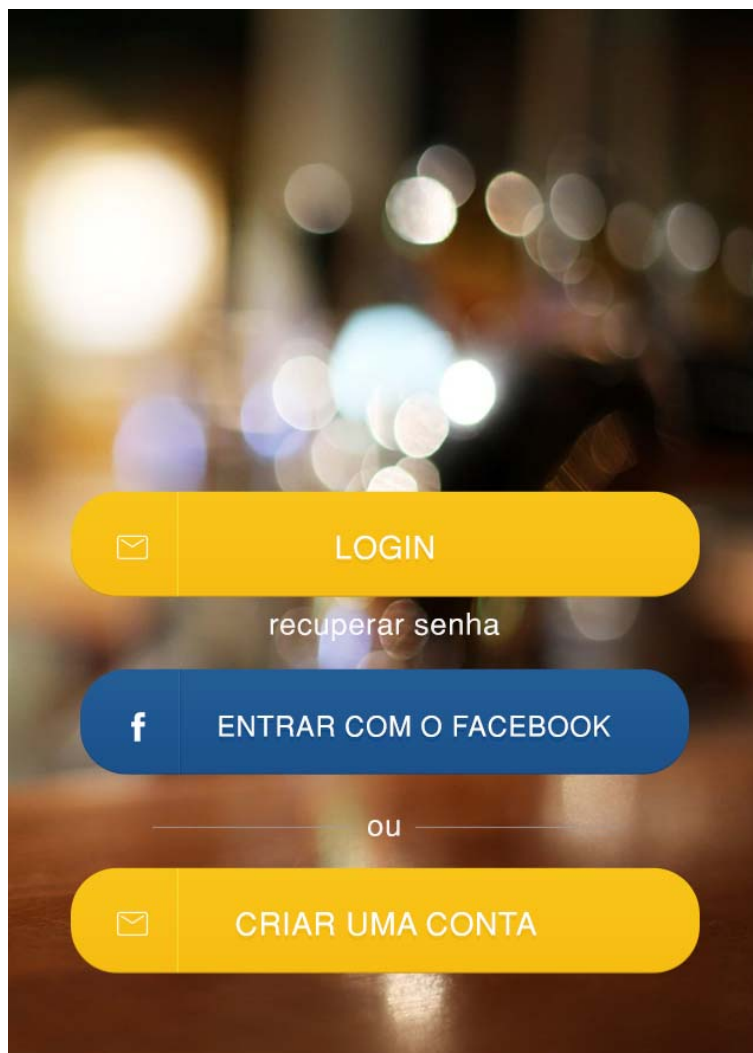 LOGIN
recuperar senha
f ENTRAR COM O FACEBOOK
ou
CRIAR UMA CONTA